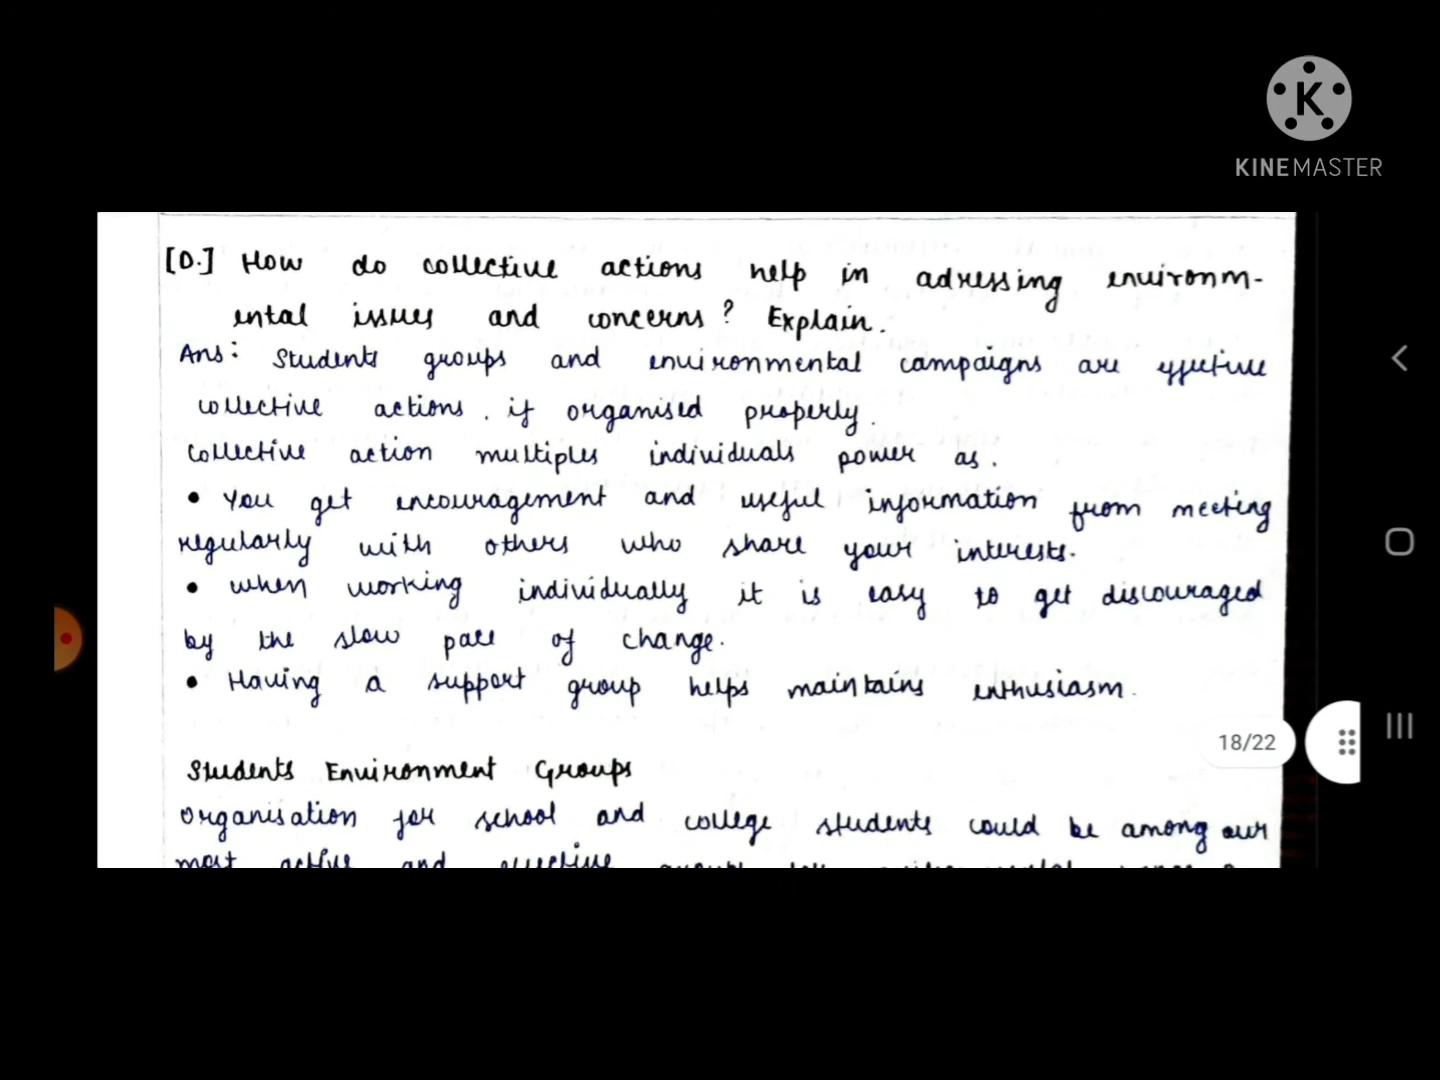 K
KINEMASTER
[D.] How do collective actions help in adressing environm-
ental issues and concerns? Explain.
Ans: Students groups and environmental campaigns are effective
collective actions. if organised properly.
Collective action multiples individuals power as.
• You get encouragement and useful information from meeting
regularly with others who share your interests.
• When working individually it is easy to get discouraged
by the slow pace of change.
• Having a support group helps maintains enthusiasm.
18/22
Students Environment Groups
Organisation for school and college students could be among our
most active and effective